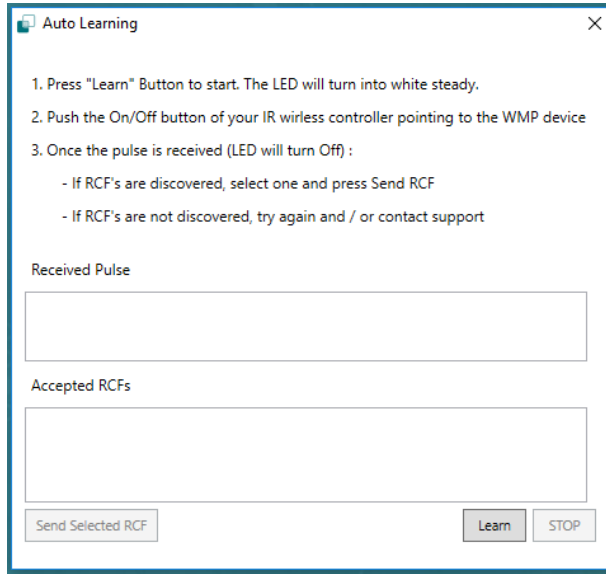 Auto Learning
1. Press "Learn" Button to start. The LED will turn into white steady.
2. Push the On/Off button of your IR wirless controller pointing to the WMP device
3. Once the pulse is received (LED will turn Off) :
- If RCF's are discovered, select one and press Send RCF
- If RCF's are not discovered, try again and / or contact support
Received Pulse
Accepted RCFs
Send Selected RCF Learn STOP